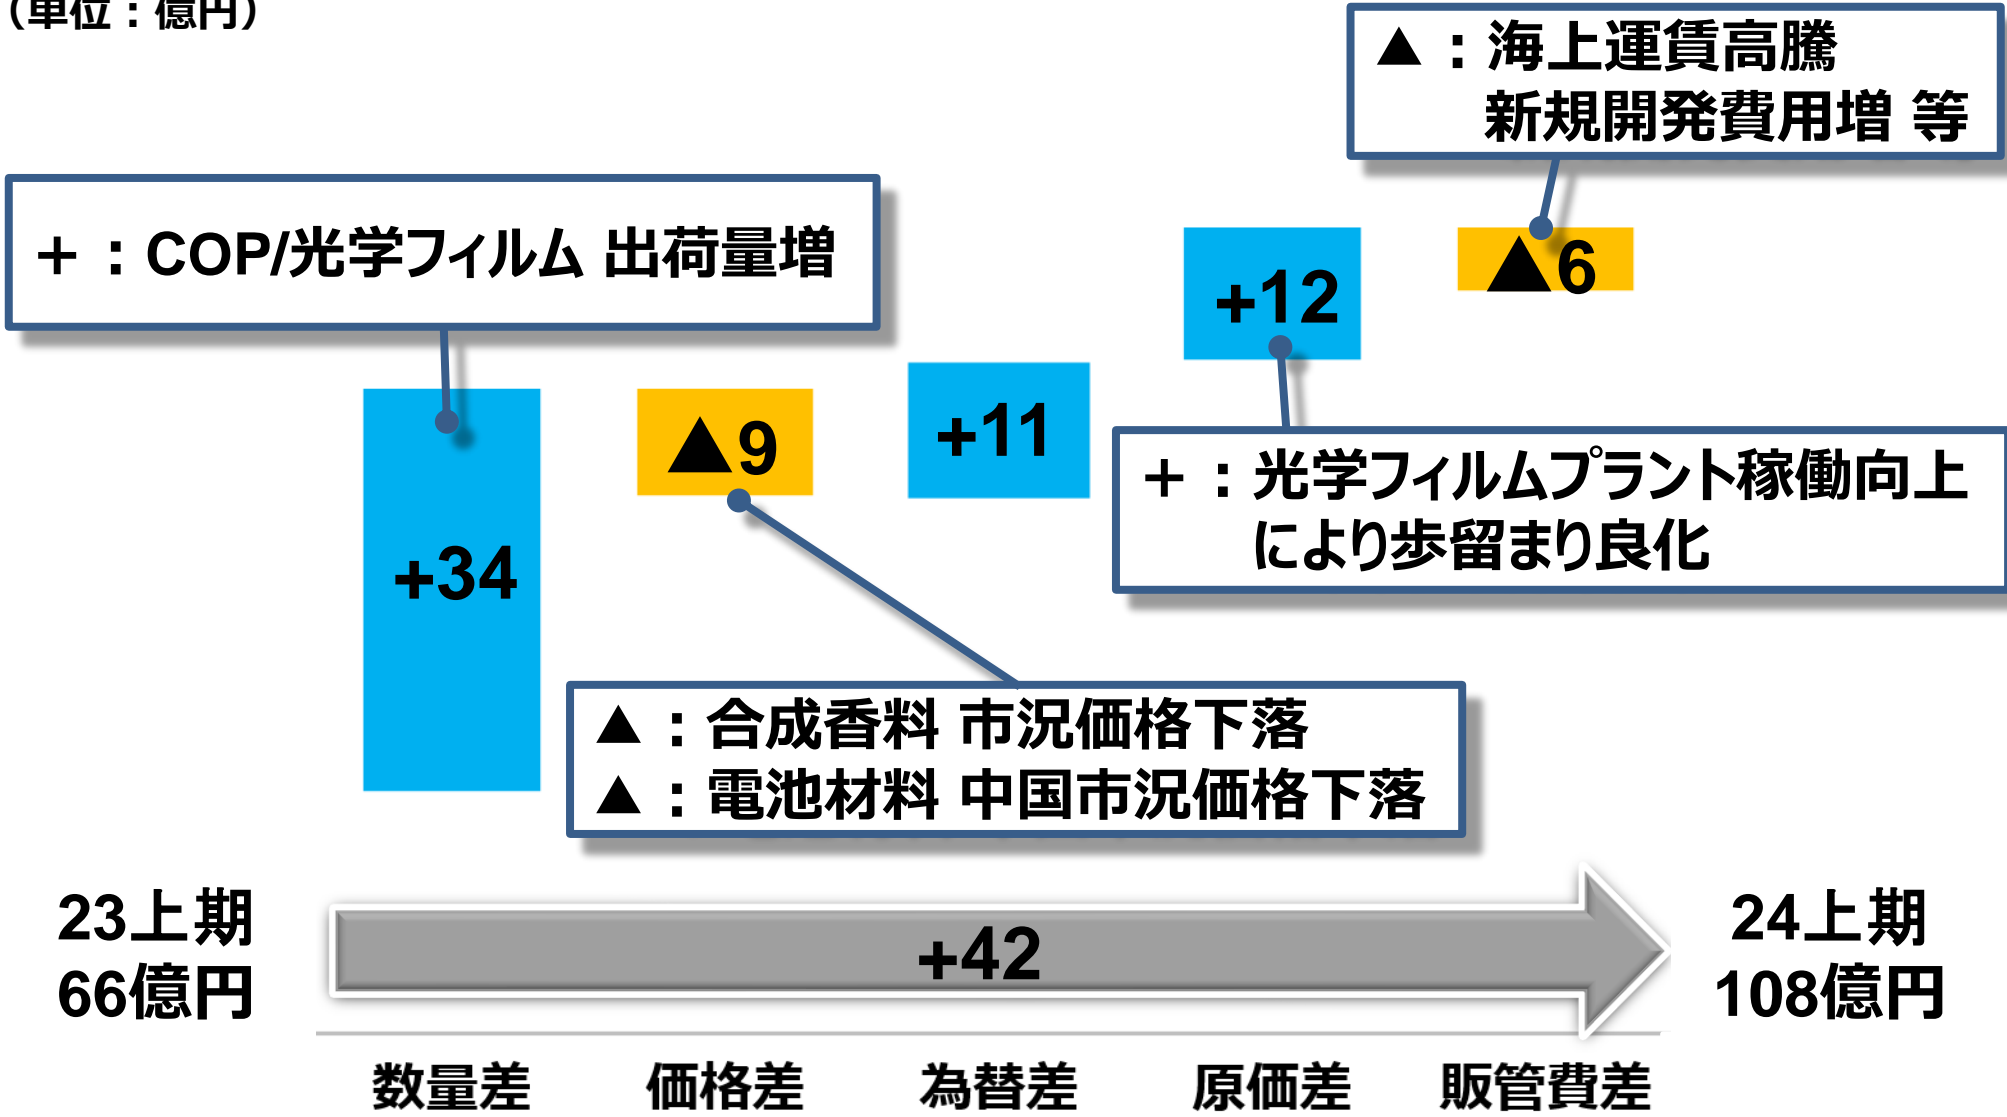 （単位：億円）
▲：海上運賃高騰
新規開発費用増 等
＋：COP/光学フィルム 出荷量増
▲6
+12
▲9
+11
+34
＋：光学フィルムプラント稼働向上
により歩留まり良化
▲：合成香料 市況価格下落
▲：電池材料 中国市況価格下落
23上期
66億円
+42
24上期
108億円
数量差 価格差 為替差 原価差 販管費差